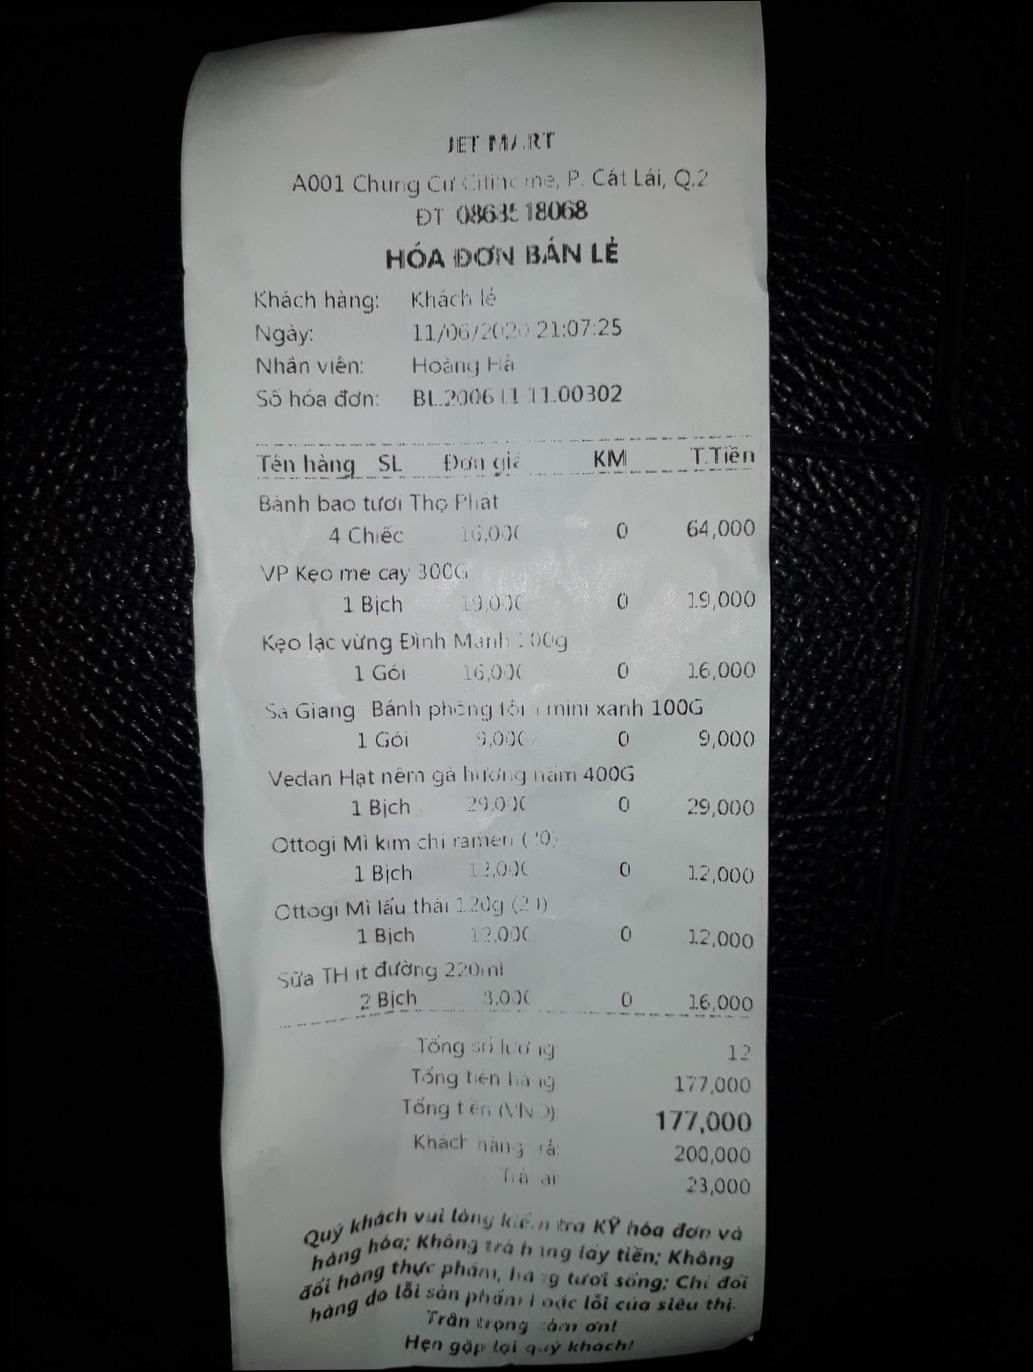 JET MART
A001 Chung Cư Citihome, P. Cát Lái, Q.2
ĐT 18068
HÓA ĐƠN BÁN LẺ
Khách hàng: Khách lẻ
Ngày: 11/06/2020 21:07:25
Nhân viên: Hoàng Hà
Số hóa đơn: BL.200611.11.00302
Tên hàng SL Đơn giá KM T.Tiền
Bánh bao tươi Thọ Phát
4 Chiếc 16,000 0 64,000
VP Kẹo me cay 300G
1 Bịch 19,000 0 19,000
Kẹo lạc vừng Đình Mạnh
1 Gói 16,000 0 16,000
Sa Giang Bánh phồng tôm mini xanh 100G
1 Gói 9,000 0 9,000
Vedan Hạt nêm gà hương nấm 400G
1 Bịch 29,000 0 29,000
Ottogi Mì kim chi ramen
1 Bịch 12,000 0 12,000
Ottogi Mì lẩu thái 120g (20)
1 Bịch 12,000 0 12,000
Sữa TH ít đường 220ml
2 Bịch 8,000 0 16,000
Tổng số lượng: 12
Tổng tiền hàng: 177,000
Tổng tiền (VND): 177,000
Khách hàng trả: 200,000
Trả lại: 23,000
Quý khách vui lòng kiểm tra KỸ hóa đơn và
hàng hóa; Không trả hàng lấy tiền; Không
đổi hàng thực phẩm, hàng tươi sống; Chỉ đổi
hàng do lỗi sản phẩm hoặc lỗi của siêu thị.
Trân trọng cảm ơn!
Hẹn gặp lại quý khách!